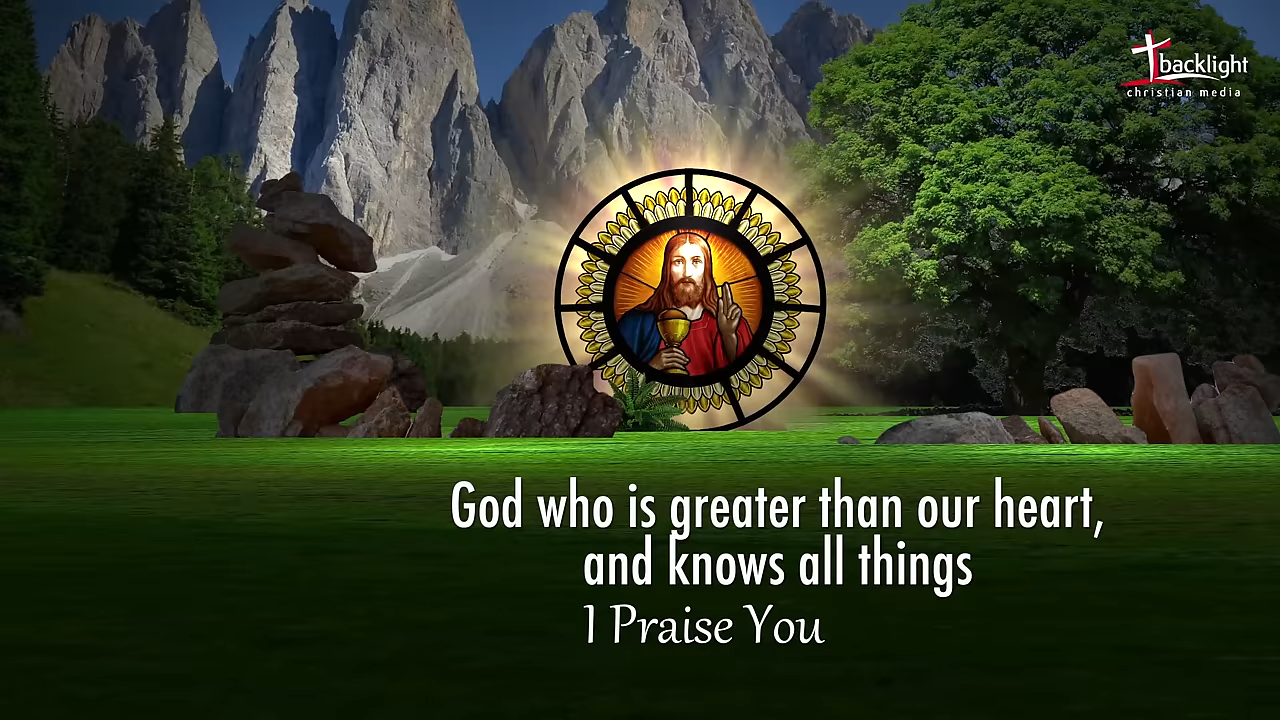 backlight
christian media
God who is greater than our heart,
and knows all things
I Praise You